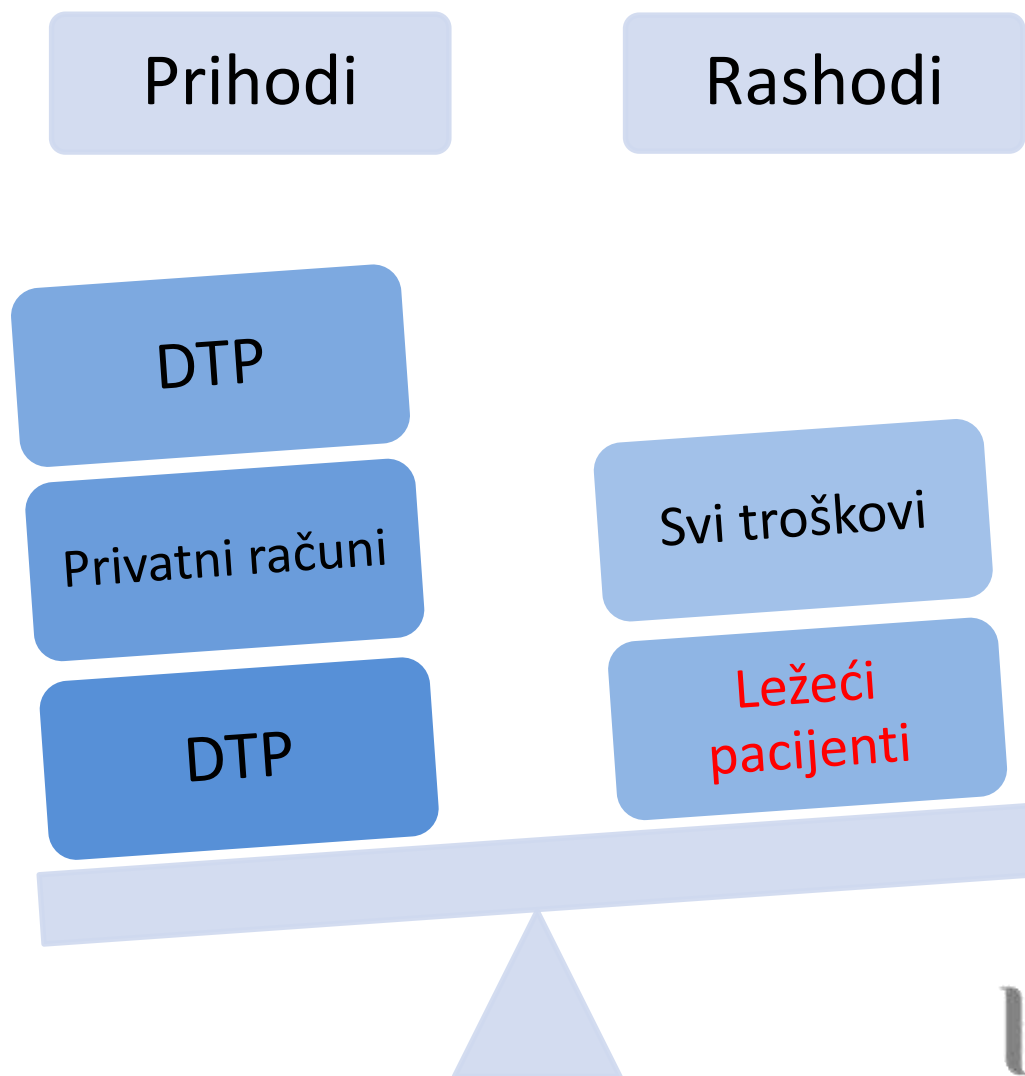 Prihodi
Rashodi
DTP
Privatni računi
DTP
Svi troškovi
Ležeći
pacijenti